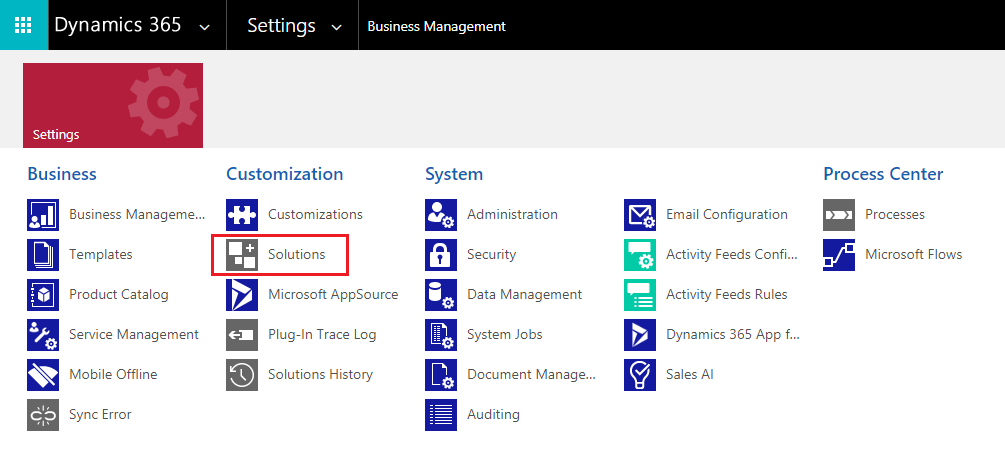 Dynamics 365 Settings Business Management
Settings
Business Customization System Process Center
Business Manageme... Customizations Administration Email Configuration Processes
Templates Solutions Security Activity Feeds Confi... Microsoft Flows
Product Catalog Microsoft AppSource Data Management Activity Feeds Rules
Service Management Plug-In Trace Log System Jobs Dynamics 365 App f...
Mobile Offline Solutions History Document Manage... Sales AI
Sync Error Auditing